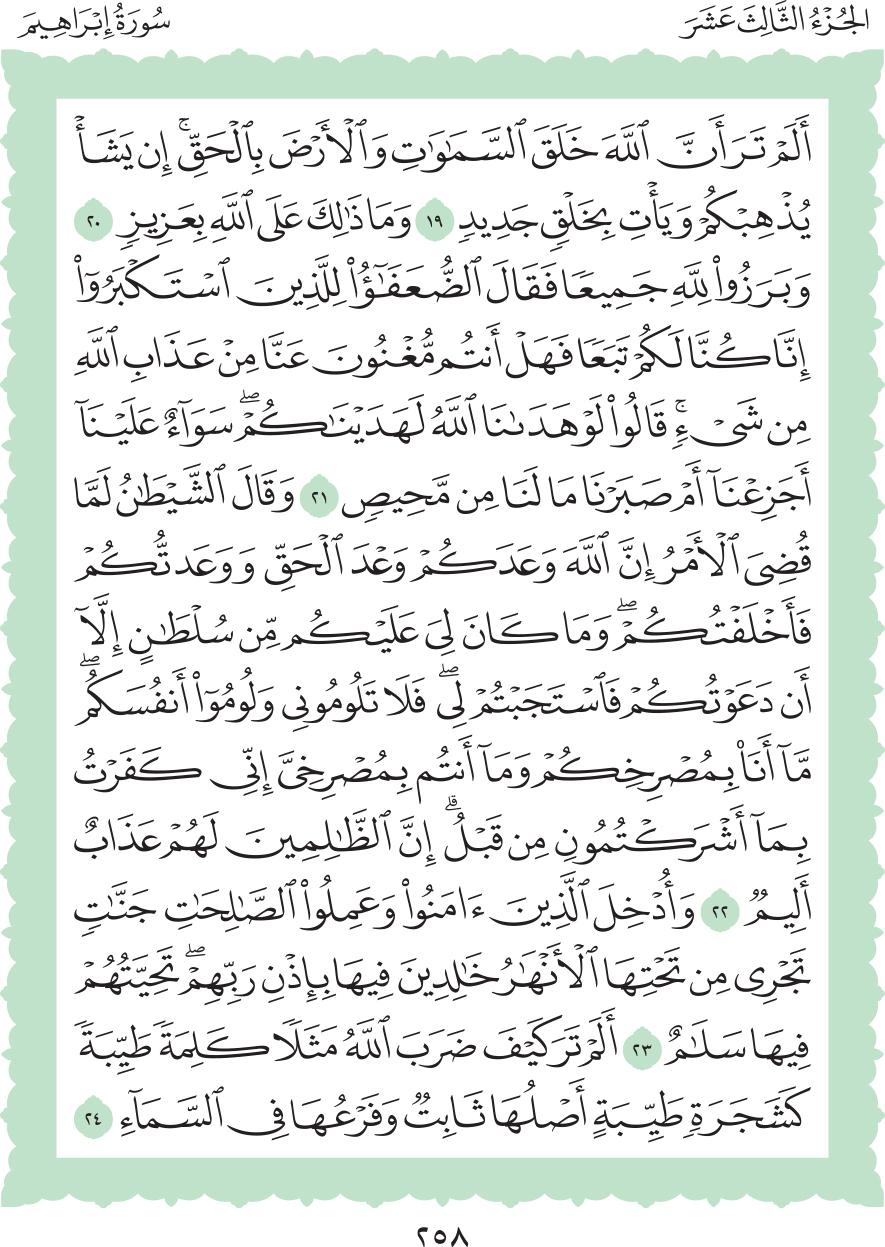 الجُزْءُ الثَّالِثَ عَشَرَ
سُورَةُ إِبْرَاهِيمَ
أَلَمْ تَرَ أَنَّ ٱللَّهَ خَلَقَ ٱلسَّمَٰوَٰتِ وَٱلْأَرْضَ بِٱلْحَقِّۚ إِن يَشَأْ
يُذْهِبْكُمْ وَيَأْتِ بِخَلْقٍ جَدِيدٍ ١٩ وَمَا ذَٰلِكَ عَلَى ٱللَّهِ بِعَزِيزٍ ٢٠
وَبَرَزُوا۟ لِلَّهِ جَمِيعًا فَقَالَ ٱلضُّعَفَٰٓؤُا۟ لِلَّذِينَ ٱسْتَكْبَرُوٓا۟
إِنَّا كُنَّا لَكُمْ تَبَعًا فَهَلْ أَنتُم مُّغْنُونَ عَنَّا مِنْ عَذَابِ ٱللَّهِ
مِن شَىْءٍۚ قَالُوا۟ لَوْ هَدَىٰنَا ٱللَّهُ لَهَدَيْنَٰكُمْۖ سَوَآءٌ عَلَيْنَآ
أَجَزِعْنَآ أَمْ صَبَرْنَا مَا لَنَا مِن مَّحِيصٍ ٢١ وَقَالَ ٱلشَّيْطَٰنُ لَمَّا
قُضِىَ ٱلْأَمْرُ إِنَّ ٱللَّهَ وَعَدَكُمْ وَعْدَ ٱلْحَقِّ وَوَعَدتُّكُمْ
فَأَخْلَفْتُكُمْۖ وَمَا كَانَ لِىَ عَلَيْكُم مِّن سُلْطَٰنٍ إِلَّآ
أَن دَعَوْتُكُمْ فَٱسْتَجَبْتُمْ لِىۖ فَلَا تَلُومُونِى وَلُومُوٓا۟ أَنفُسَكُمۖ
مَّآ أَنَا۠ بِمُصْرِخِكُمْ وَمَآ أَنتُم بِمُصْرِخِىَّ إِنِّى كَفَرْتُ
بِمَآ أَشْرَكْتُمُونِ مِن قَبْلُۗ إِنَّ ٱلظَّٰلِمِينَ لَهُمْ عَذَابٌ
أَلِيمٌ ٢٢ وَأُدْخِلَ ٱلَّذِينَ ءَامَنُوا۟ وَعَمِلُوا۟ ٱلصَّٰلِحَٰتِ جَنَّٰتٍ
تَجْرِى مِن تَحْتِهَا ٱلْأَنْهَٰرُ خَٰلِدِينَ فِيهَا بِإِذْنِ رَبِّهِمْۖ تَحِيَّتُهُمْ
فِيهَا سَلَٰمٌ ٢٣ أَلَمْ تَرَ كَيْفَ ضَرَبَ ٱللَّهُ مَثَلًا كَلِمَةً طَيِّبَةً
كَشَجَرَةٍ طَيِّبَةٍ أَصْلُهَا ثَابِتٌ وَفَرْعُهَا فِى ٱلسَّمَآءِ ٢٤
٢٥٨